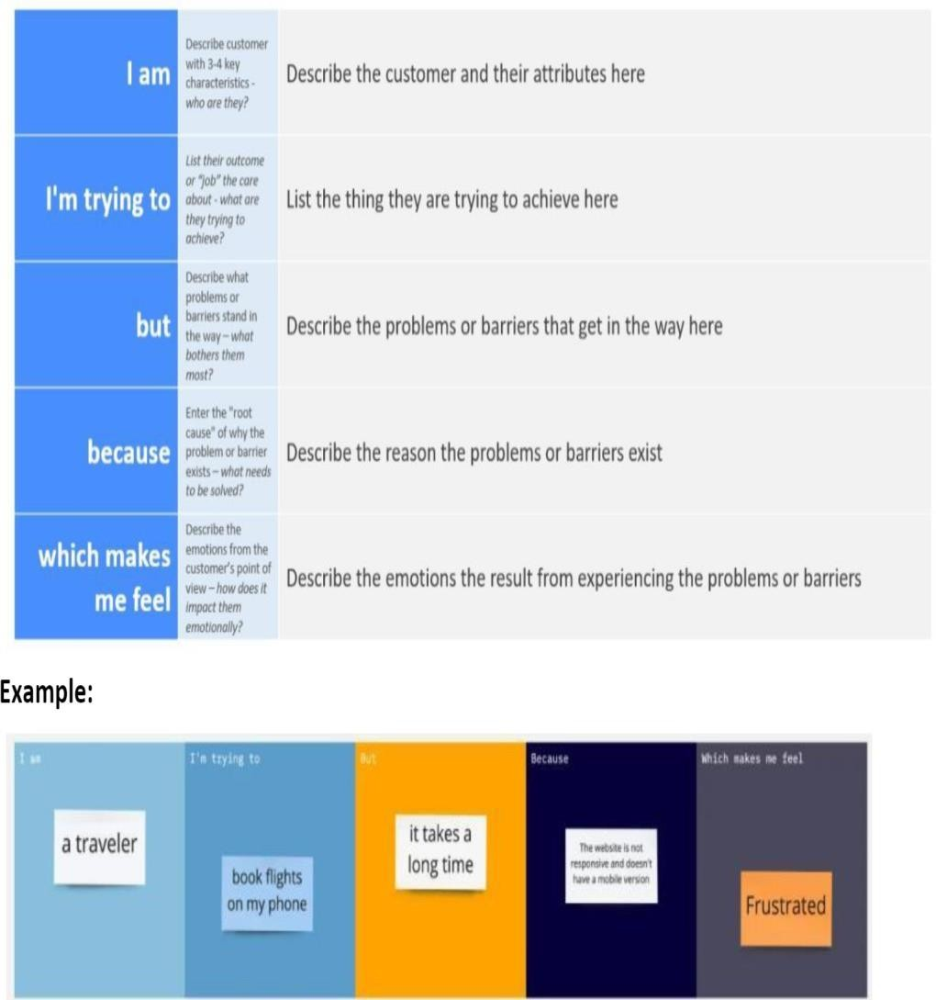 I am
Describe customer
with 3-4 key
characteristics -
who are they?
Describe the customer and their attributes here
I'm trying to
List their outcome
or "job" the care
about - what are
they trying to
achieve?
List the thing they are trying to achieve here
but
Describe what
problems or
barriers stand in
the way – what
bothers them
most?
Describe the problems or barriers that get in the way here
because
Enter the "root
cause" of why the
problem or barrier
exists – what needs
to be solved?
Describe the reason the problems or barriers exist
which makes
me feel
Describe the
emotions from the
customer's point of
view – how does it
impact them
emotionally?
Describe the emotions the result from experiencing the problems or barriers
Example:
I am
a traveler
I'm trying to
book flights
on my phone
But
it takes a
long time
Because
The website is not
responsive and doesn't
have a mobile version
Which makes me feel
Frustrated